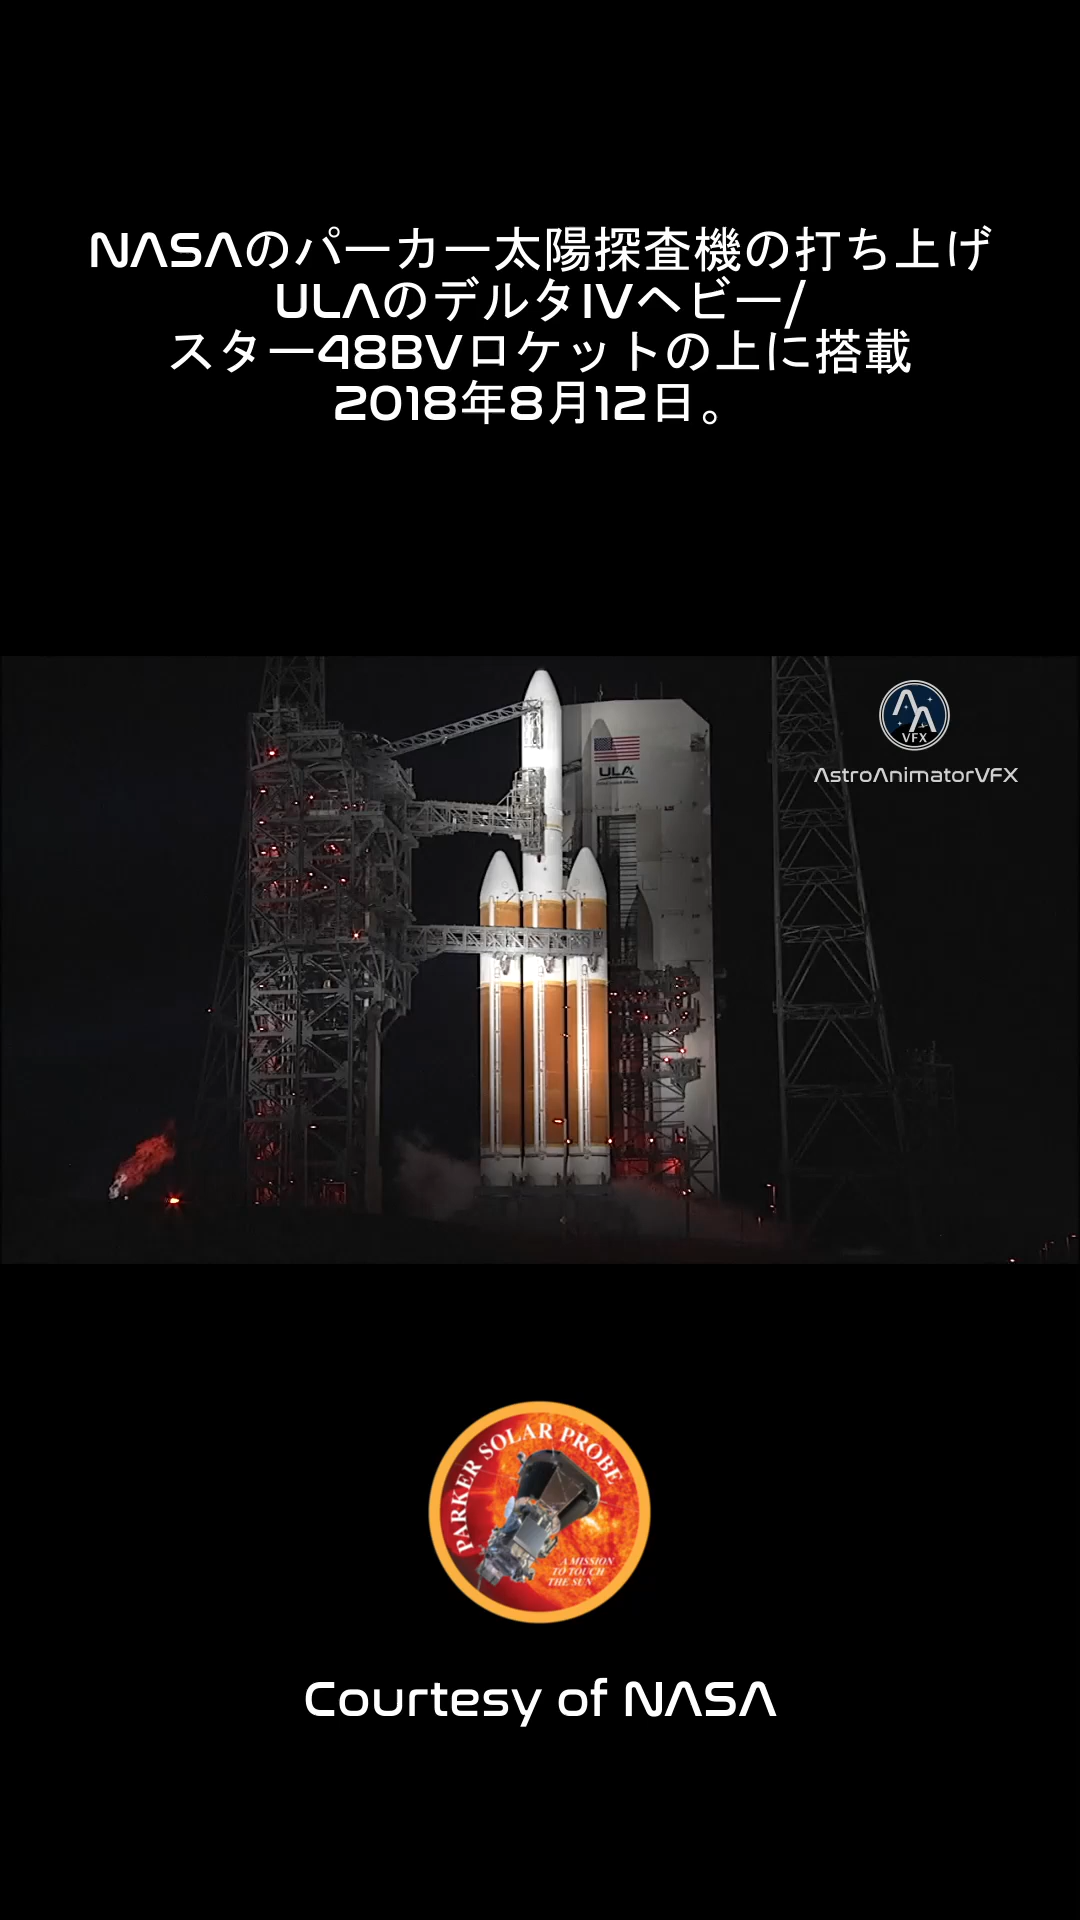 NASAのパーカー太陽探査機の打ち上げ
ULAのデルタIVヘビー/
スター48BVロケットの上に搭載
2018年8月12日。
VFX
AstroAnimatorVFX
ULA
PARKER SOLAR PROBE
A MISSION
TO TOUCH
THE SUN
Courtesy of NASA